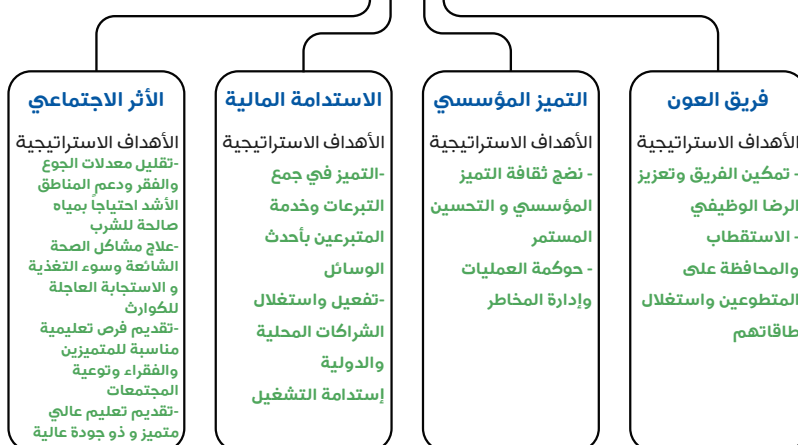 فريق العون
الأهداف الاستراتيجية
- تمكين الفريق وتعزيز
الرضا الوظيفي
- الاستقطاب
والمحافظة على
المتطوعين واستغلال
طاقاتهم
التميز المؤسسي
الأهداف الاستراتيجية
- نضج ثقافة التميز
المؤسسي و التحسين
المستمر
- حوكمة العمليات
وإدارة المخاطر
الاستدامة المالية
الأهداف الاستراتيجية
-التميز في جمع
التبرعات وخدمة
المتبرعين بأحدث
الوسائل
-تفعيل واستغلال
الشراكات المحلية
والدولية
إستدامة التشغيل
الأثر الاجتماعي
الأهداف الاستراتيجية
-تقليل معدلات الجوع
والفقر ودعم المناطق
الأشد احتياجاً بمياه
صالحة للشرب
-علاج مشاكل الصحة
الشائعة وسوء التغذية
و الاستجابة العاجلة
للكوارث
-تقديم فرص تعليمية
مناسبة للمتميزين
والفقراء وتوعية
المجتمعات
-تقديم تعليم عالي
متميز و ذو جودة عالية